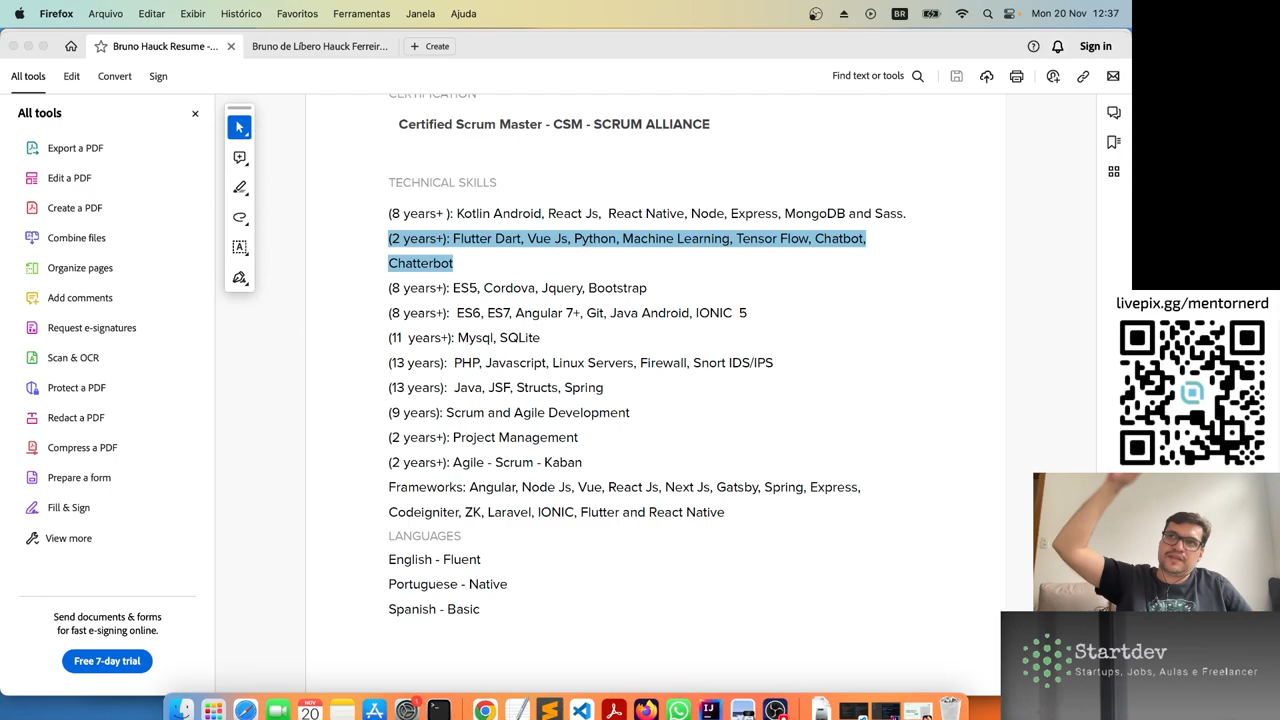 Firefox Arquivo Editar Exibir Histórico Favoritos Ferramentas Janela Ajuda BR Mon 20 Nov 12:37
Bruno Hauck Resume -... Bruno de Líbero Hauck Ferreir... Create Sign in
All tools Edit Convert Sign Find text or tools
All tools
Export a PDF
Edit a PDF
Create a PDF
Combine files
Organize pages
Add comments
Request e-signatures
Scan & OCR
Protect a PDF
Redact a PDF
Compress a PDF
Prepare a form
Fill & Sign
View more
Send documents & forms
for fast e-signing online.
Free 7-day trial
CERTIFICATION
Certified Scrum Master - CSM - SCRUM ALLIANCE
TECHNICAL SKILLS
(8 years+ ): Kotlin Android, React Js, React Native, Node, Express, MongoDB and Sass.
(2 years+): Flutter Dart, Vue Js, Python, Machine Learning, Tensor Flow, Chatbot,
Chatterbot
(8 years+): ES5, Cordova, Jquery, Bootstrap
(8 years+): ES6, ES7, Angular 7+, Git, Java Android, IONIC 5
(11 years+): Mysql, SQLite
(13 years): PHP, Javascript, Linux Servers, Firewall, Snort IDS/IPS
(13 years): Java, JSF, Structs, Spring
(9 years): Scrum and Agile Development
(2 years+): Project Management
(2 years+): Agile - Scrum - Kaban
Frameworks: Angular, Node Js, Vue, React Js, Next Js, Gatsby, Spring, Express,
Codeigniter, ZK, Laravel, IONIC, Flutter and React Native
LANGUAGES
English - Fluent
Portuguese - Native
Spanish - Basic
livepix.gg/mentornerd
Startdev
Startups, Jobs, Aulas e Freelancer
NOV
20